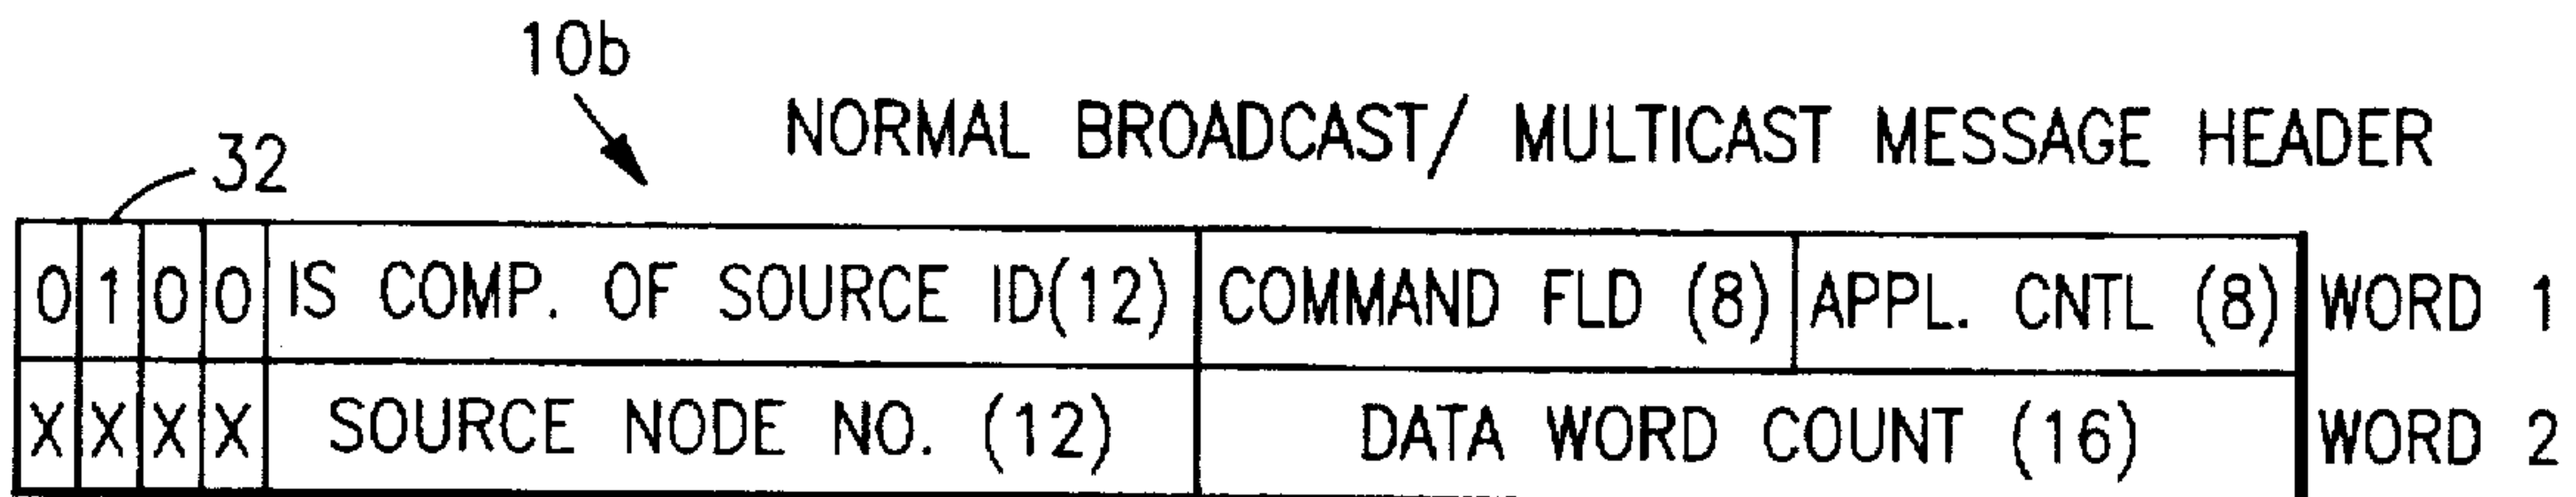 10b
NORMAL BROADCAST/ MULTICAST MESSAGE HEADER
32
0 1 0 0 IS COMP. OF SOURCE ID(12) COMMAND FLD (8) APPL. CNTL (8) WORD 1
X X X X SOURCE NODE NO. (12) DATA WORD COUNT (16) WORD 2